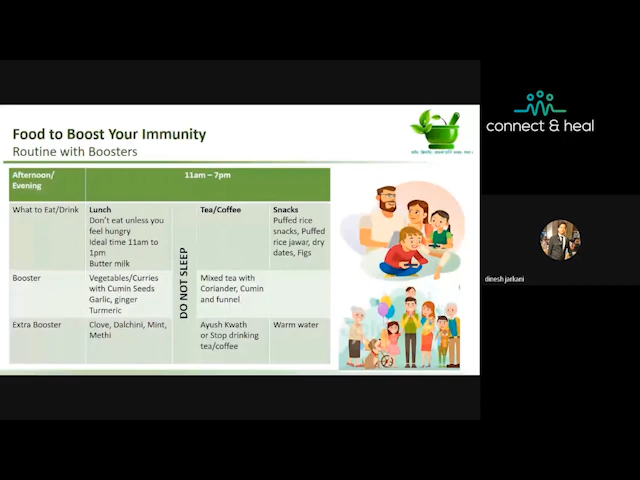 connect & heal
Food to Boost Your Immunity
Routine with Boosters
Afternoon/
Evening
11am – 7pm
What to Eat/Drink
Lunch
Don't eat unless you
feel hungry
Ideal time 11am to
1pm
Butter milk
DO NOT SLEEP
Tea/Coffee
Snacks
Puffed rice
snacks, Puffed
rice jawar, dry
dates, Figs
Booster
Vegetables/Curries
with Cumin Seeds
Garlic, ginger
Turmeric
Mixed tea with
Coriander, Cumin
and funnel
Extra Booster
Clove, Dalchini, Mint,
Methi
Ayush Kwath
or Stop drinking
tea/coffee
Warm water
dinesh jarkani